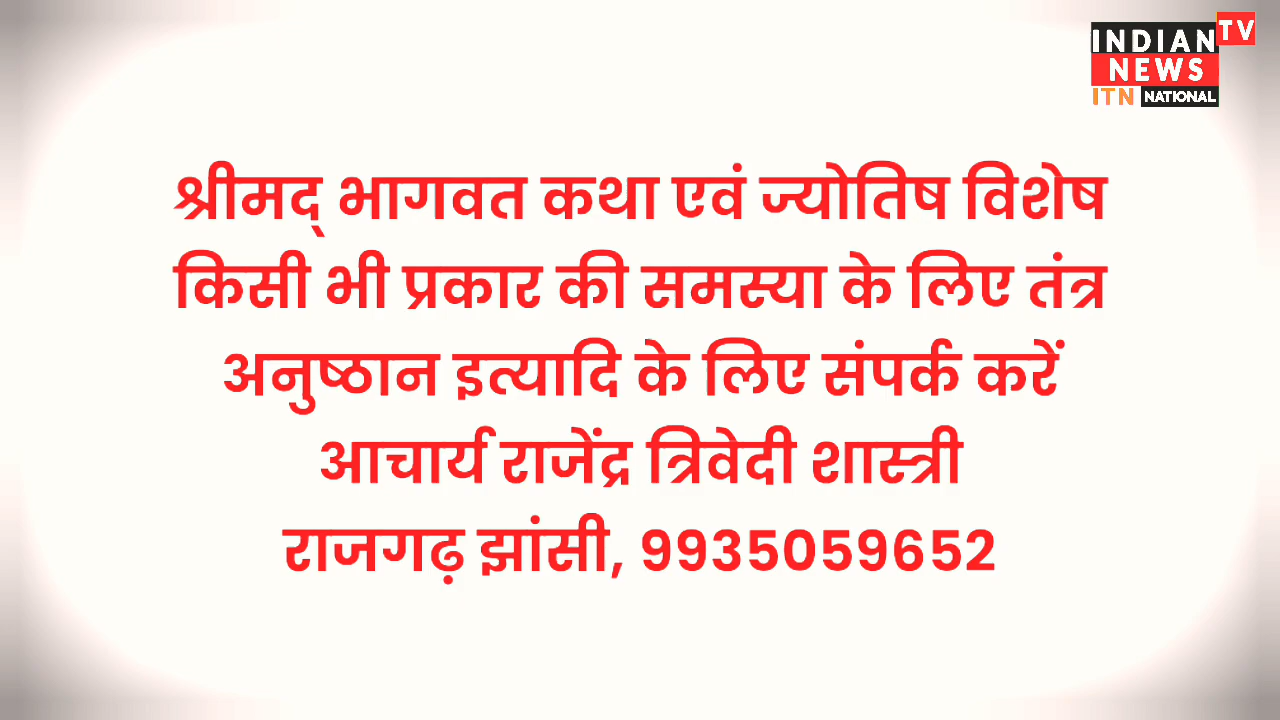 INDIAN TV
NEWS
ITN NATIONAL
श्रीमद् भागवत कथा एवं ज्योतिष विशेष
किसी भी प्रकार की समस्या के लिए तंत्र
अनुष्ठान इत्यादि के लिए संपर्क करें
आचार्य राजेंद्र त्रिवेदी शास्त्री
राजगढ़ झांसी, 9935059652